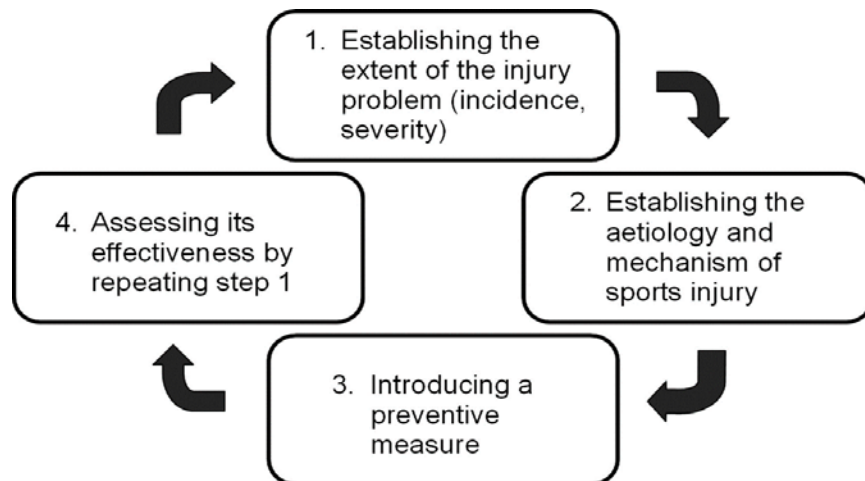 1. Establishing the
extent of the injury
problem (incidence,
severity)
2. Establishing the
aetiology and
mechanism of
sports injury
3. Introducing a
preventive
measure
4. Assessing its
effectiveness by
repeating step 1